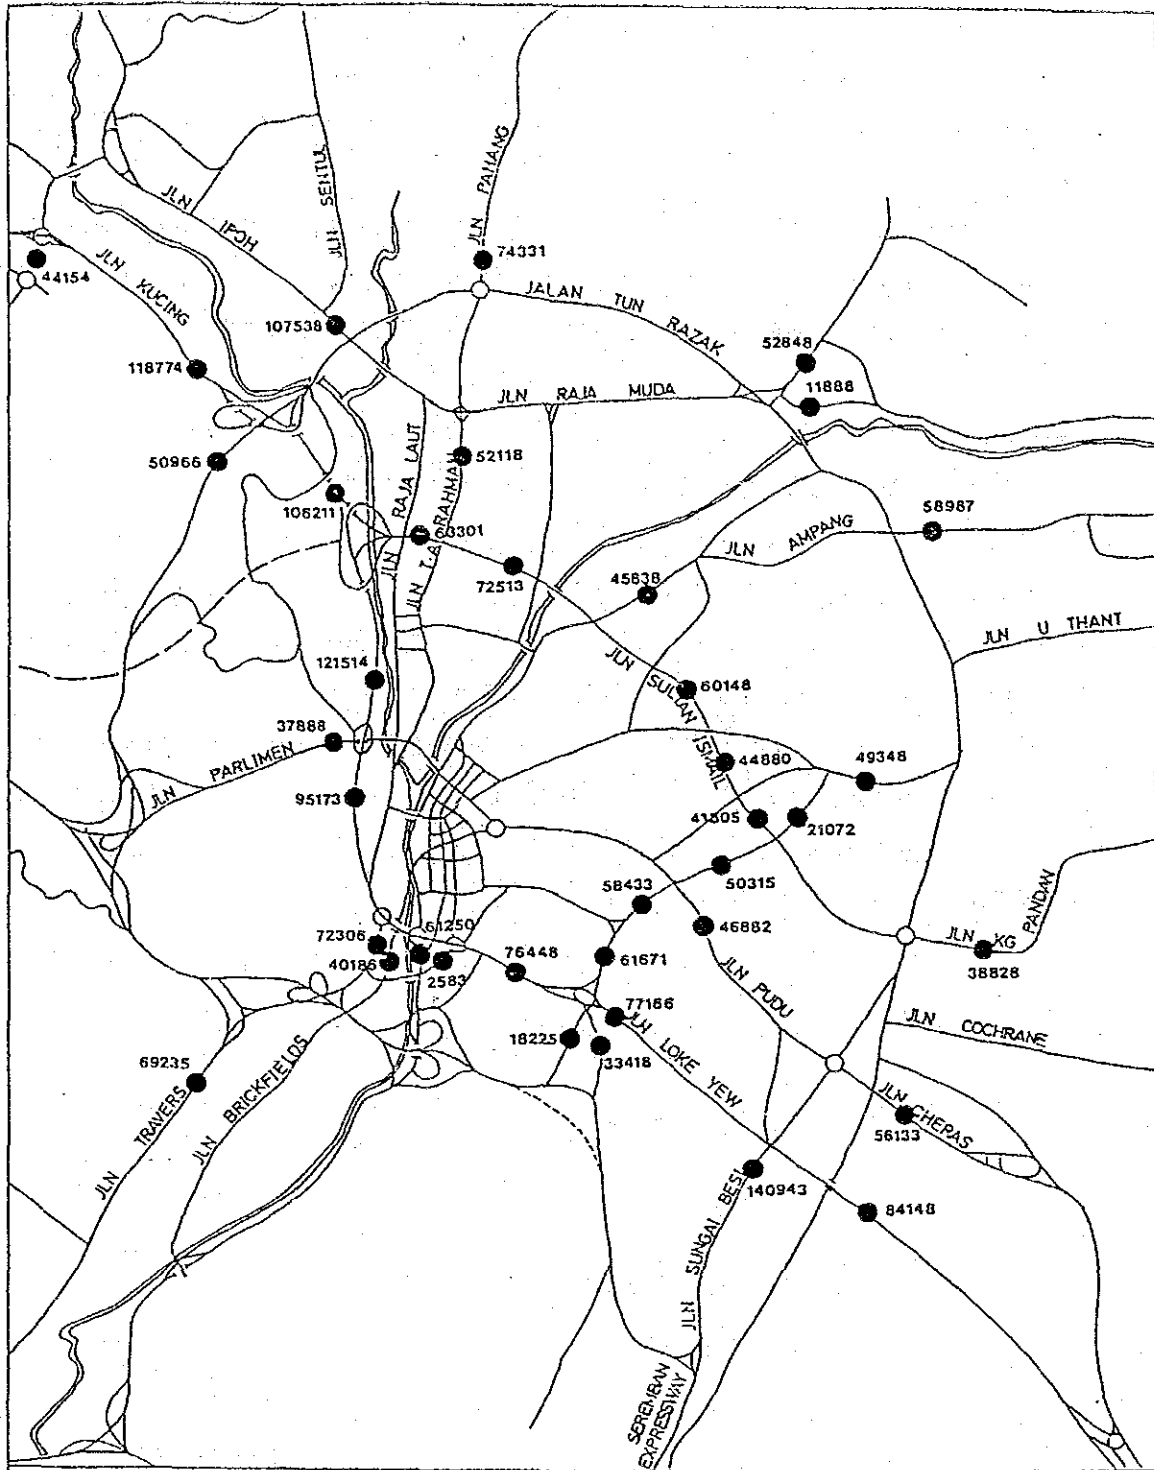 JLN PAHANG
JLN SENTUL
JLN IPOH
74331
JLN KUCING
44154
JALAN TUN RAZAK
107538
52848
118774
11888
JLN RAJA MUDA
JLN RAJA LAUT
52118
50966
JLN T.A. RAHMAN
106211
58987
63301
JLN AMPANG
72513
45838
JLN U THANT
JLN SULTAN ISMAIL
121514
60148
37888
JLN PARLIMEN
44880
49348
95173
41305
21072
50315
58433
JLN KG PANDAN
46882
61250
72306
76448
61671
38828
40186
2583
JLN PUDU
77166
JLN COCHRANE
18225
33418
JLN LOKE YEW
69235
JLN BRICKFIELDS
JLN TRAVERS
JLN CHEPAS
56133
140943
84148
JLN SUNGAI BESI
SEREMBAN
EXPRESSWAY